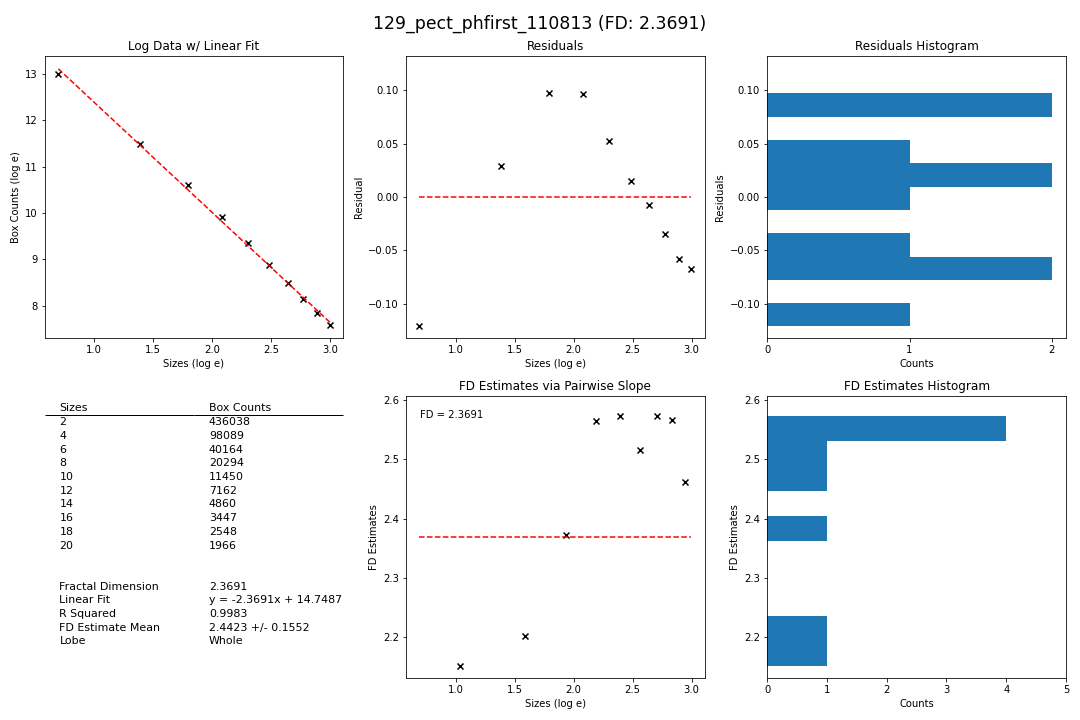 129_pect_phfirst_110813 (FD: 2.3691)
Log Data w/ Linear Fit
Box Counts (log e)
13
12
11
10
9
8
1.0 1.5 2.0 2.5 3.0
Sizes (log e)
Residuals
Residual
0.10
0.05
0.00
−0.05
−0.10
1.0 1.5 2.0 2.5 3.0
Sizes (log e)
Residuals Histogram
Residuals
0.10
0.05
0.00
−0.05
−0.10
0 1 2
Counts
Sizes Box Counts
2 436038
4 98089
6 40164
8 20294
10 11450
12 7162
14 4860
16 3447
18 2548
20 1966
Fractal Dimension 2.3691
Linear Fit y = -2.3691x + 14.7487
R Squared 0.9983
FD Estimate Mean 2.4423 +/- 0.1552
Lobe Whole
FD Estimates via Pairwise Slope
FD = 2.3691
FD Estimates
2.6
2.5
2.4
2.3
2.2
1.0 1.5 2.0 2.5 3.0
Sizes (log e)
FD Estimates Histogram
FD Estimates
2.6
2.5
2.4
2.3
2.2
0 1 2 3 4 5
Counts